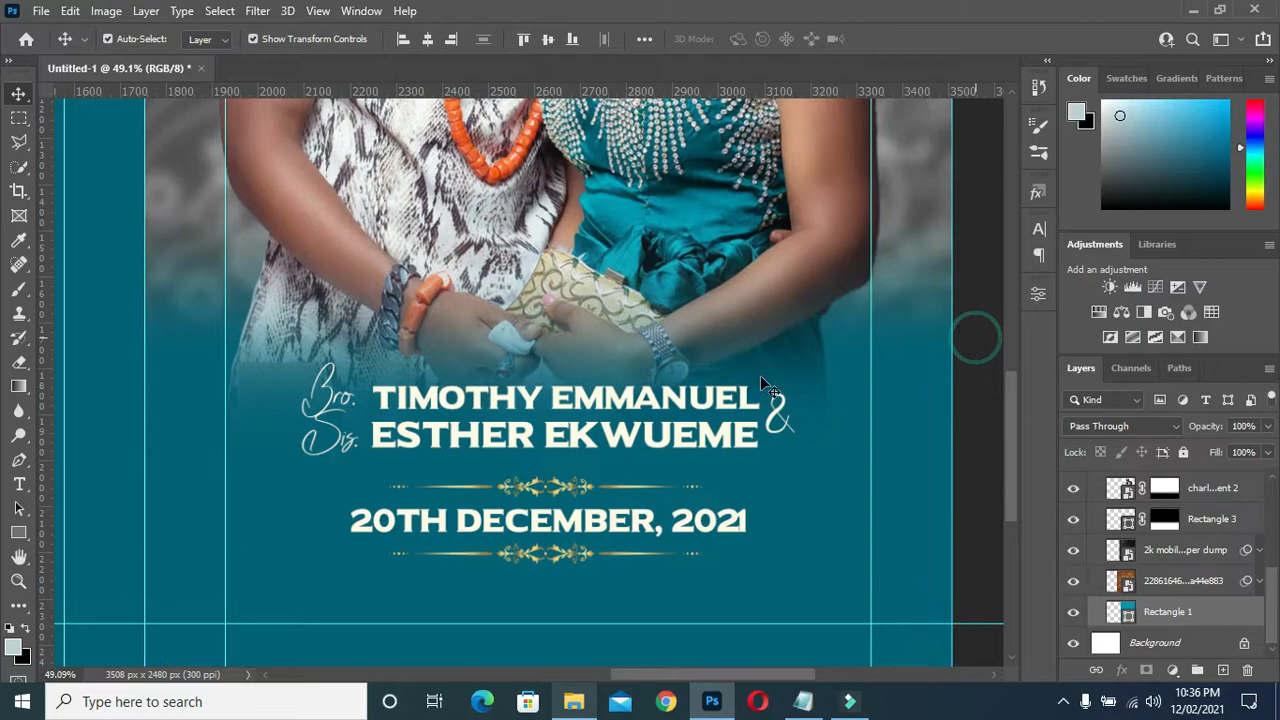 Ps File Edit Image Layer Type Select Filter 3D View Window Help
Auto-Select: Layer Show Transform Controls 3D Mode:
Untitled-1 @ 49.1% (RGB/8) *
1600 1700 1800 1900 2000 2100 2200 2300 2400 2500 2600 2700 2800 2900 3000 3100 3200 3300 3400 3500
Color Swatches Gradients Patterns
Adjustments Libraries
Add an adjustment
Layers Channels Paths
Kind
Pass Through Opacity: 100%
Lock: Fill: 100%
charl...ent 2
Rectangle 3
2k mobil...per dump
22861646...a44e883
Rectangle 1
Background
Bro. TIMOTHY EMMANUEL &
Sis. ESTHER EKWUEME
20TH DECEMBER, 2021
49.09% 3508 px x 2480 px (300 ppi)
Type here to search
10:36 PM
12/02/2021